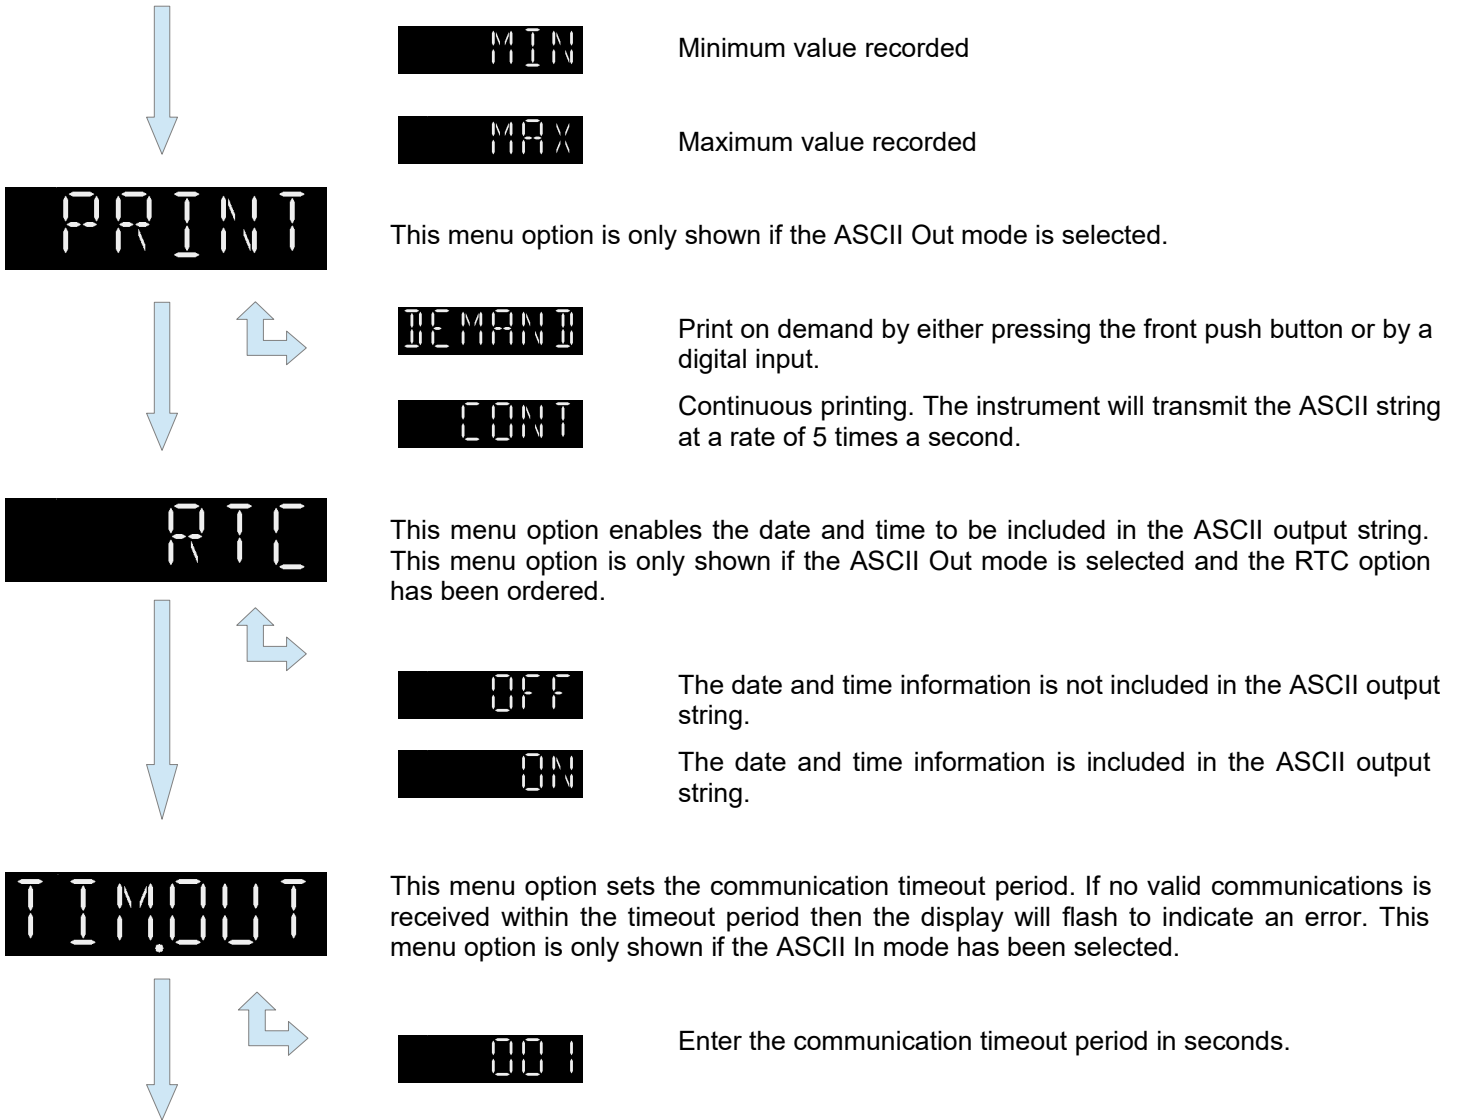 MIN
Minimum value recorded
MAX
Maximum value recorded
PRINT
This menu option is only shown if the ASCII Out mode is selected.
DEMAND
Print on demand by either pressing the front push button or by a
digital input.
CONT
Continuous printing. The instrument will transmit the ASCII string
at a rate of 5 times a second.
RTC
This menu option enables the date and time to be included in the ASCII output string.
This menu option is only shown if the ASCII Out mode is selected and the RTC option
has been ordered.
OFF
The date and time information is not included in the ASCII output
string.
ON
The date and time information is included in the ASCII output
string.
TIM.OUT
This menu option sets the communication timeout period. If no valid communications is
received within the timeout period then the display will flash to indicate an error. This
menu option is only shown if the ASCII In mode has been selected.
001
Enter the communication timeout period in seconds.